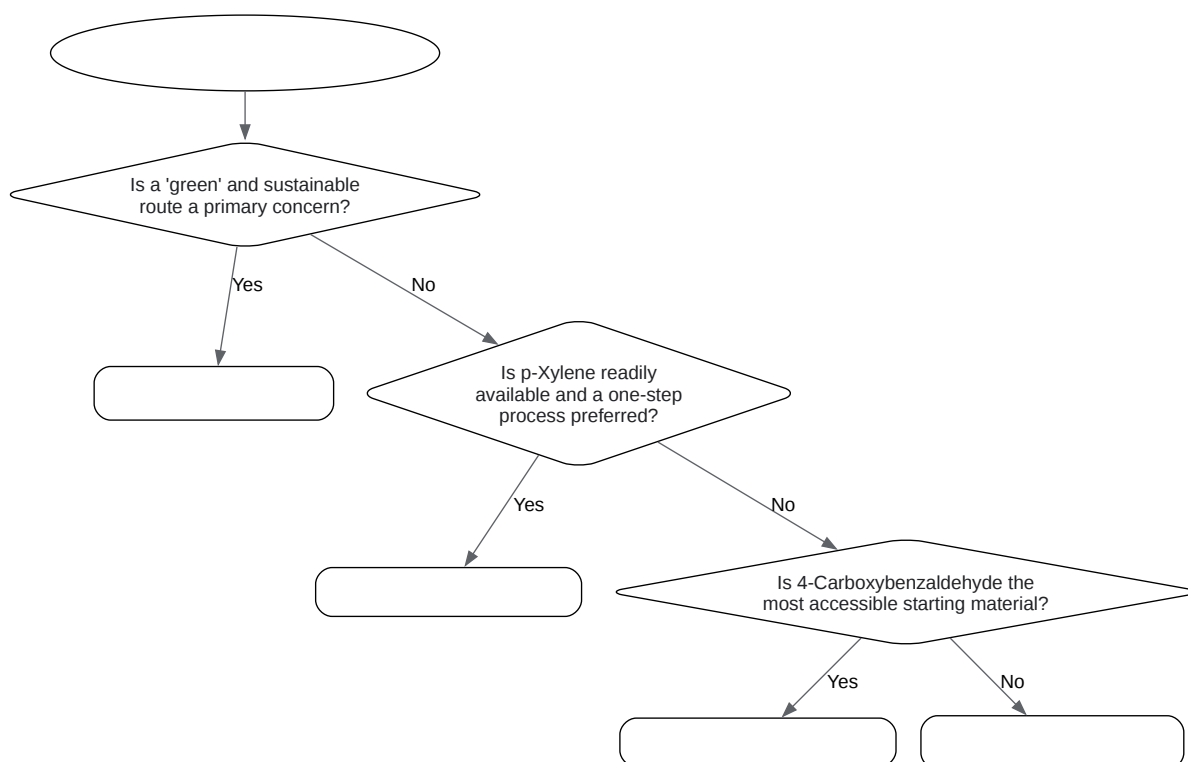 Is a 'green' and sustainable
route a primary concern?
Yes
No
Is p-Xylene readily
available and a one-step
process preferred?
Yes
No
Is 4-Carboxybenzaldehyde the
most accessible starting material?
Yes
No